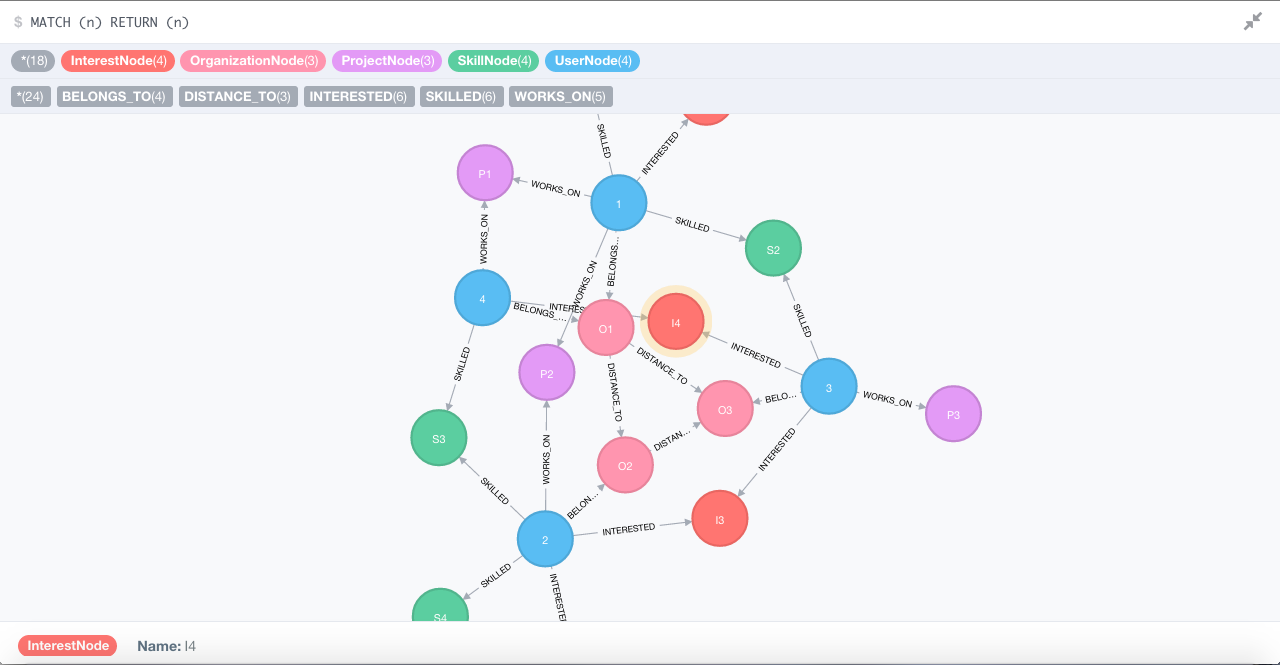 $ MATCH (n) RETURN (n)
*(18) InterestNode(4) OrganizationNode(3) ProjectNode(3) SkillNode(4) UserNode(4)
*(24) BELONGS_TO(4) DISTANCE_TO(3) INTERESTED(6) SKILLED(6) WORKS_ON(5)
SKILLED
INTERESTED
P1
WORKS_ON
1
SKILLED
WORKS_ON
BELONGS...
S2
WORKS_ON
4
INTERES
BELONGS_...
O1
I4
SKILLED
DISTANCE_TO
INTERESTED
SKILLED
P2
DISTANCE_TO
3
BELO...
WORKS_ON
O3
P3
S3
WORKS_ON
DISTAN...
INTERESTED
O2
SKILLED
BELON...
I3
2
INTERESTED
SKILLED
INTERESTE
S4
InterestNode Name: I4